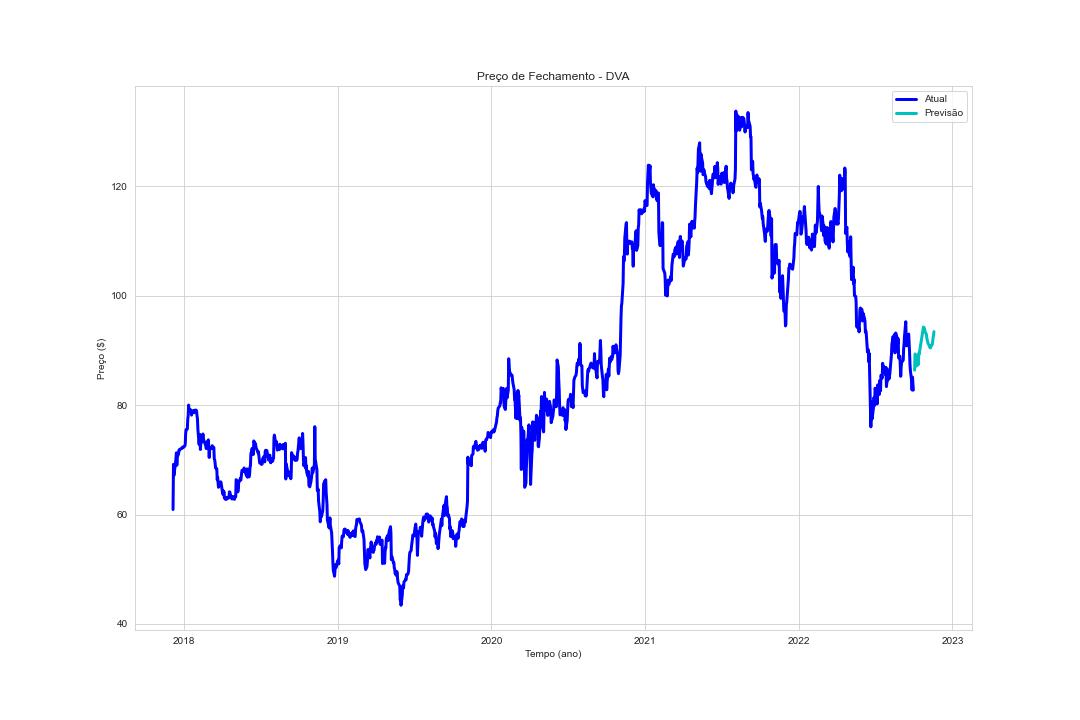 Preço de Fechamento - DVA
Atual
Previsão
120
100
80
60
40
Preço ($)
2018 2019 2020 2021 2022 2023
Tempo (ano)